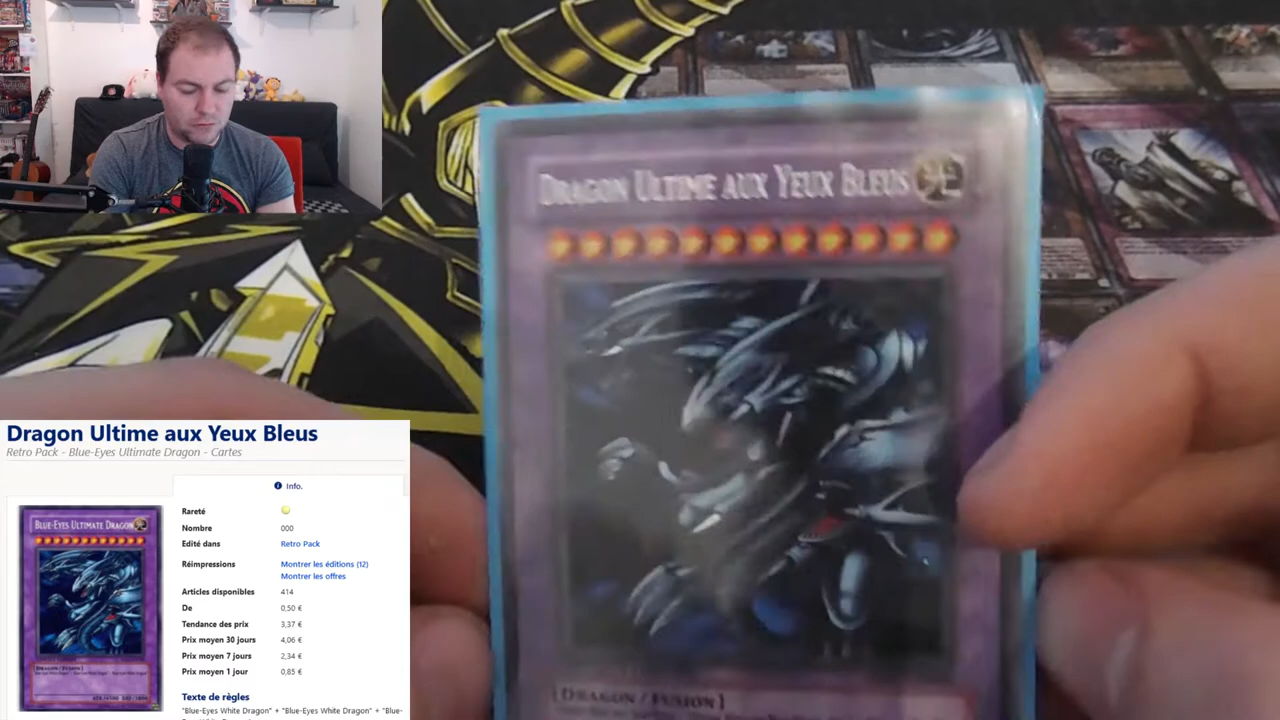 DRAGON ULTIME AUX YEUX BLEUS
[DRAGON / FUSION]
Dragon Ultime aux Yeux Bleus
Retro Pack - Blue-Eyes Ultimate Dragon - Cartes
Info.
BLUE-EYES ULTIMATE DRAGON
[DRAGON/FUSION]
Rareté
Nombre 000
Edité dans Retro Pack
Réimpressions Montrer les éditions (12)
Montrer les offres
Articles disponibles 414
De 0,50 €
Tendance des prix 3,37 €
Prix moyen 30 jours 4,06 €
Prix moyen 7 jours 2,34 €
Prix moyen 1 jour 0,85 €
Texte de règles
"Blue-Eyes White Dragon" + "Blue-Eyes White Dragon" + "Blue-